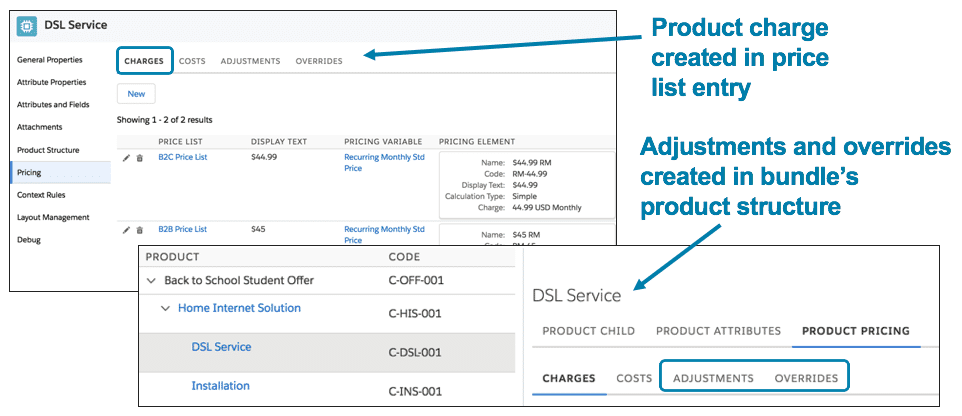 DSL Service
General Properties
Attribute Properties
Attributes and Fields
Attachments
Product Structure
Pricing
Context Rules
Layout Management
Debug
CHARGES COSTS ADJUSTMENTS OVERRIDES
New
Showing 1 - 2 of 2 results
PRICE LIST DISPLAY TEXT PRICING VARIABLE PRICING ELEMENT
B2C Price List $44.99 Recurring Monthly Std
Price
Name: $44.99 RM
Code: RM-44.99
Display Text: $44.99
Calculation Type: Simple
Charge: 44.99 USD Monthly
B2B Price List $45 Recurring Monthly Std
Price
Name: $45 RM
Product charge
created in price
list entry
Adjustments and overrides
created in bundle’s
product structure
PRODUCT CODE
Back to School Student Offer C-OFF-001
Home Internet Solution C-HIS-001
DSL Service C-DSL-001
Installation C-INS-001
DSL Service
PRODUCT CHILD PRODUCT ATTRIBUTES PRODUCT PRICING
CHARGES COSTS ADJUSTMENTS OVERRIDES